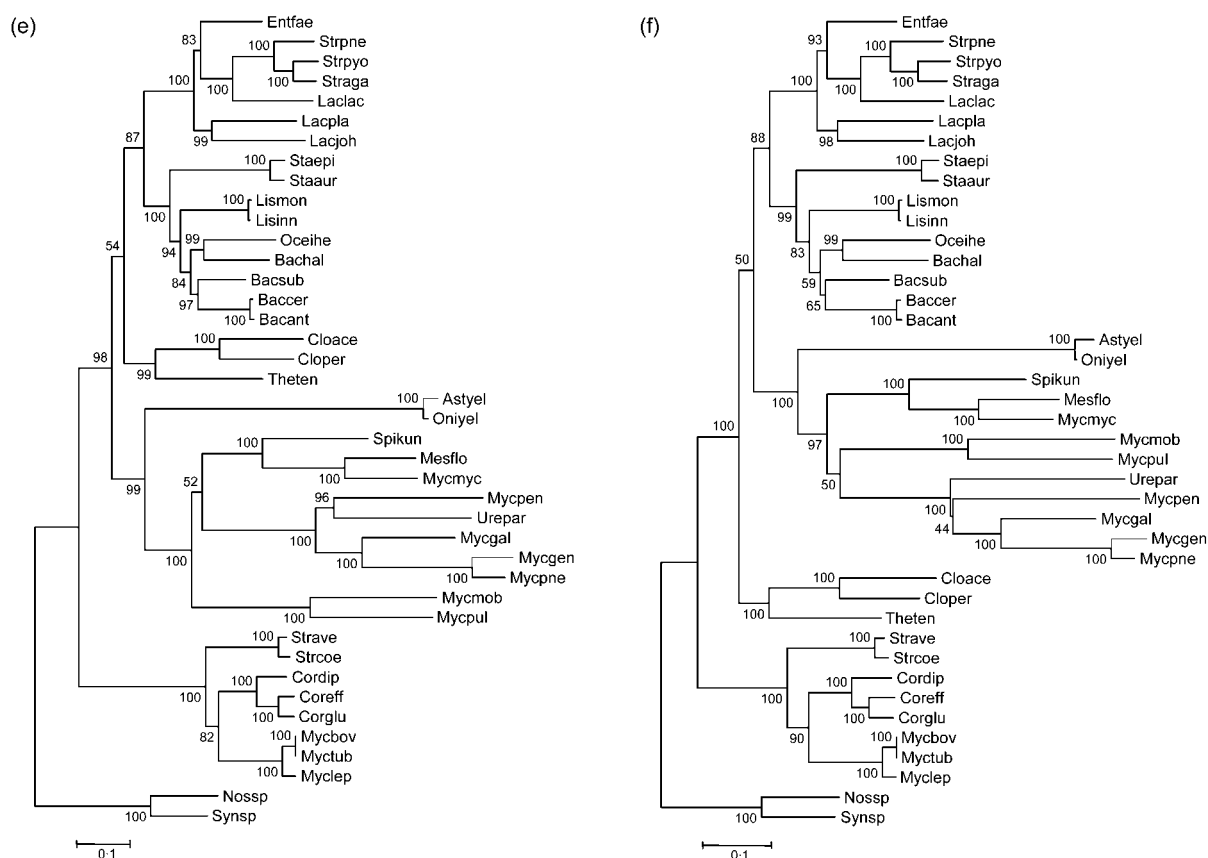 (e)
Entfae
83
Strpne
100
Strpyo
100
Straga
100
100
Laclac
Lacpla
99
Lacjoh
87
100
Staepi
Staaur
100
100
Lismon
Lisinn
94
99
Oceihe
Bachal
84
Bacsub
97
Baccer
100
Bacant
54
100
Cloace
Cloper
99
Theten
98
100
Astyel
Oniyel
99
100
Spikun
Mesflo
100
Mycmyc
52
96
Mycpen
Urepar
100
Mycgal
100
Mycgen
100
Mycpne
100
Mycmob
100
Mycpul
100
Strave
Strcoe
100
100
Cordip
Coreff
100
Corglu
82
100
Mycbov
Myctub
100
Myclep
Nossp
100
Synsp
0·1
(f)
Entfae
93
Strpne
100
Strpyo
100
Straga
100
100
Laclac
Lacpla
98
Lacjoh
88
100
Staepi
Staaur
99
100
Lismon
Lisinn
83
99
Oceihe
Bachal
59
Bacsub
65
Baccer
100
Bacant
50
100
Astyel
Oniyel
100
100
Spikun
Mesflo
100
Mycmyc
97
100
Mycmob
Mycpul
50
Urepar
100
Mycpen
44
Mycgal
100
Mycgen
100
Mycpne
100
100
Cloace
Cloper
100
Theten
100
Strave
Strcoe
100
100
Cordip
Coreff
100
Corglu
90
100
Mycbov
Myctub
100
Myclep
Nossp
100
Synsp
0·1